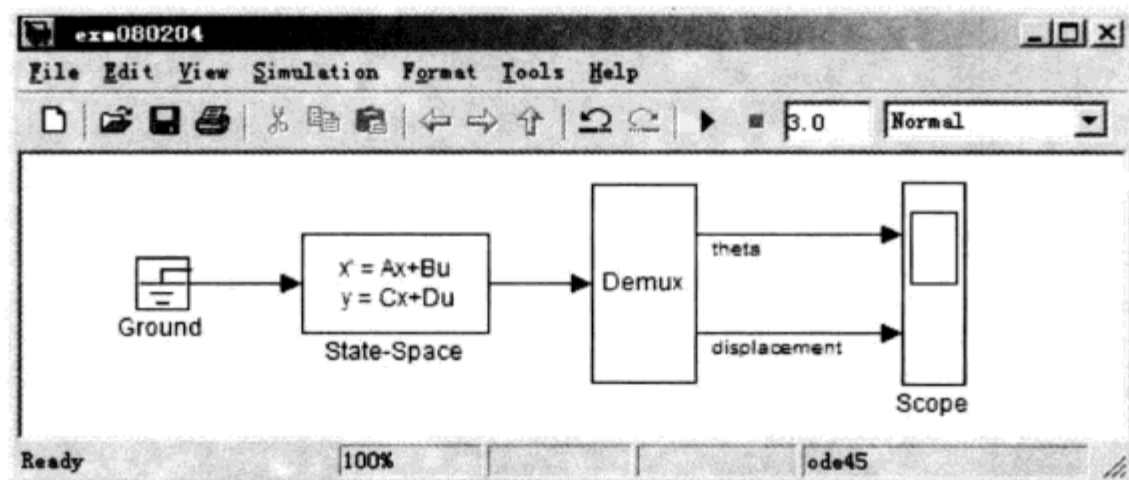 exm080204
File Edit View Simulation Format Tools Help
3.0 Normal
x' = Ax+Bu
y = Cx+Du
Ground
State-Space
Demux
theta
displacement
Scope
Ready 100% ode45